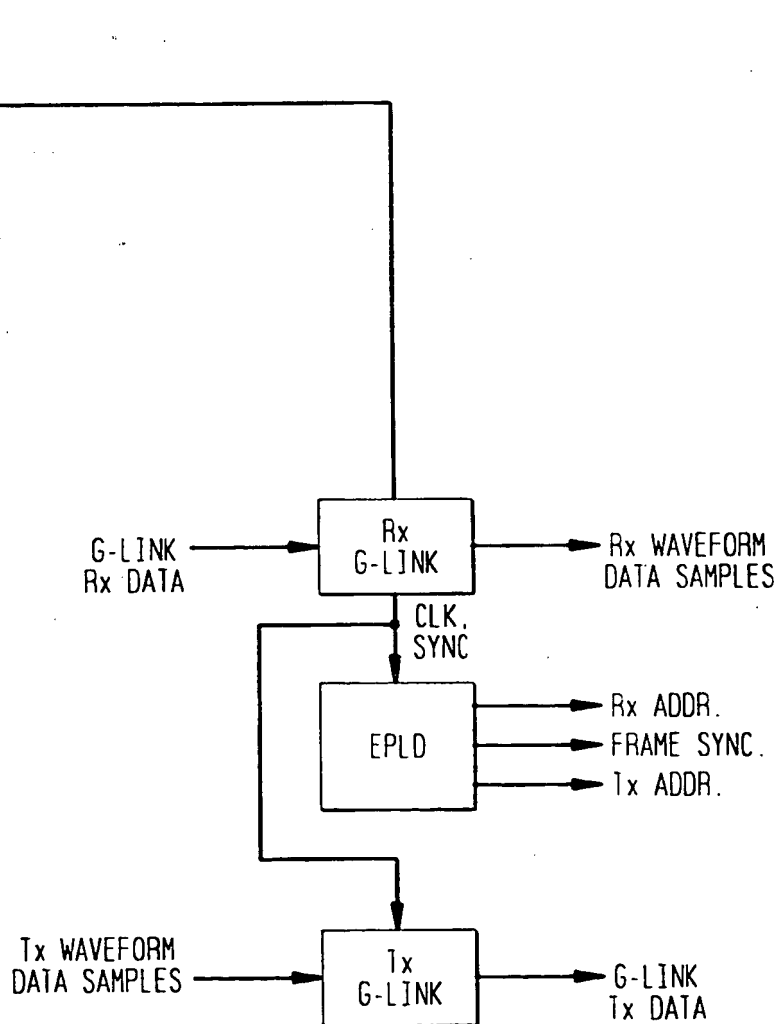 Rx
G-LINK
G-LINK
Rx DATA
Rx WAVEFORM
DATA SAMPLES
CLK,
SYNC
EPLD
Rx ADDR.
FRAME SYNC.
Tx ADDR.
Tx WAVEFORM
DATA SAMPLES
Tx
G-LINK
G-LINK
Tx DATA